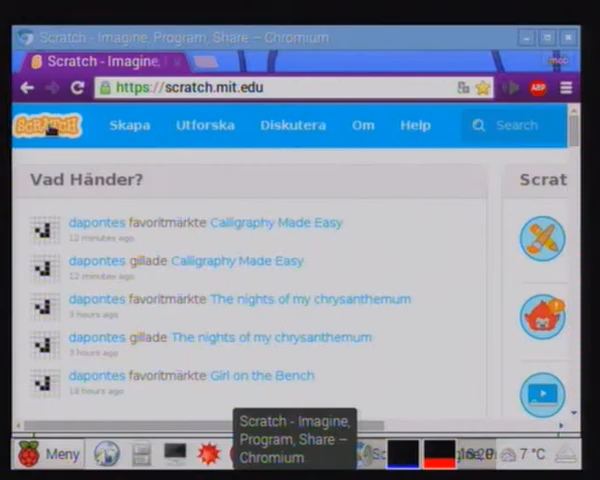 Scratch - Imagine, Program, Share – Chromium
Scratch - Imagine,
https://scratch.mit.edu
ABP
SCRATCH
Skapa
Utforska
Diskutera
Om
Help
Search
Vad Händer?
Scrat
dapontes favoritmärkte Calligraphy Made Easy
12 minutes ago
dapontes gillade Calligraphy Made Easy
12 minutes ago
dapontes favoritmärkte The nights of my chrysanthemum
3 hours ago
dapontes gillade The nights of my chrysanthemum
3 hours ago
dapontes favoritmärkte Girl on the Bench
18 hours ago
Scratch - Imagine,
Program, Share –
Chromium
Meny
7 °C